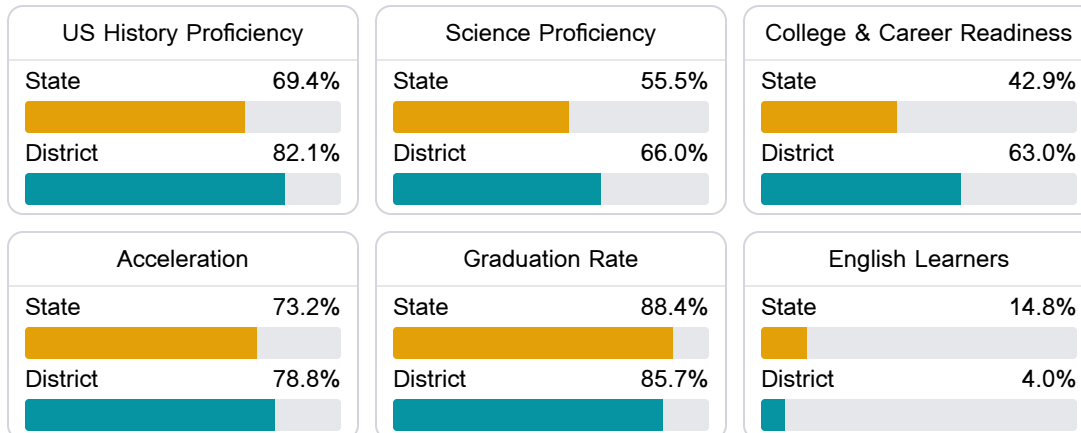 US History Proficiency
State 69.4%
District 82.1%
Science Proficiency
State 55.5%
District 66.0%
College & Career Readiness
State 42.9%
District 63.0%
Acceleration
State 73.2%
District 78.8%
Graduation Rate
State 88.4%
District 85.7%
English Learners
State 14.8%
District 4.0%